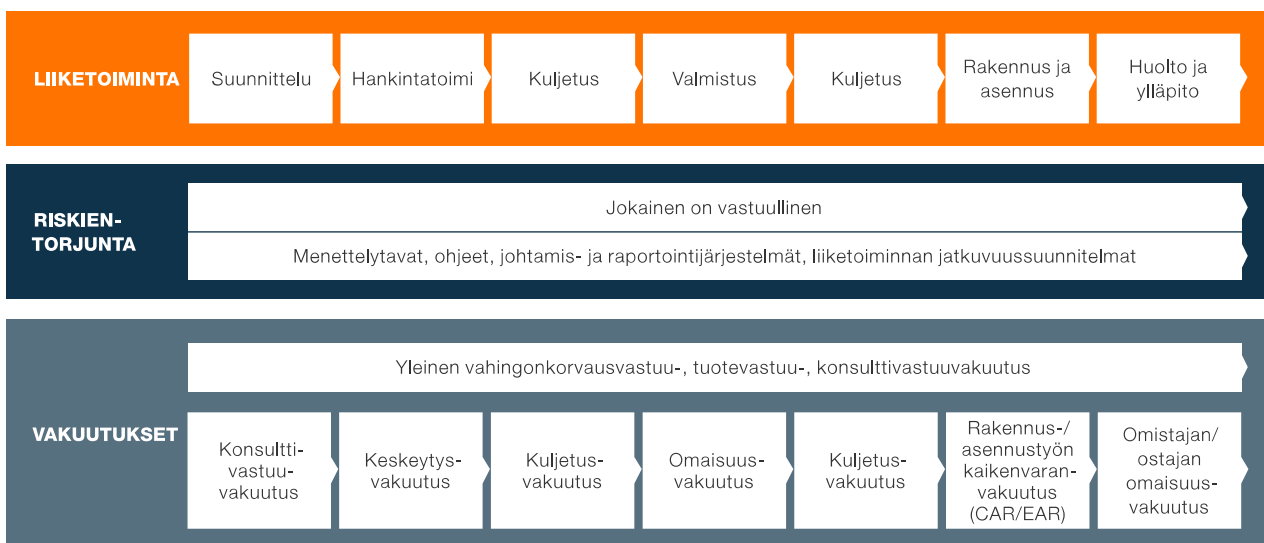 LIIKETOIMINTA
Suunnittelu
Hankintatoimi
Kuljetus
Valmistus
Kuljetus
Rakennus ja
asennus
Huolto ja
ylläpito
RISKIEN-
TORJUNTA
Jokainen on vastuullinen
Menettelytavat, ohjeet, johtamis- ja raportointijärjestelmät, liiketoiminnan jatkuvuussuunnitelmat
VAKUUTUKSET
Yleinen vahingonkorvausvastuu-, tuotevastuu-, konsulttivastuuvakuutus
Konsultti-
vastuu-
vakuutus
Keskeytys-
vakuutus
Kuljetus-
vakuutus
Omaisuus-
vakuutus
Kuljetus-
vakuutus
Rakennus-/
asennustyön
kaikenvaran-
vakuutus
(CAR/EAR)
Omistajan/
ostajan
omaisuus-
vakuutus